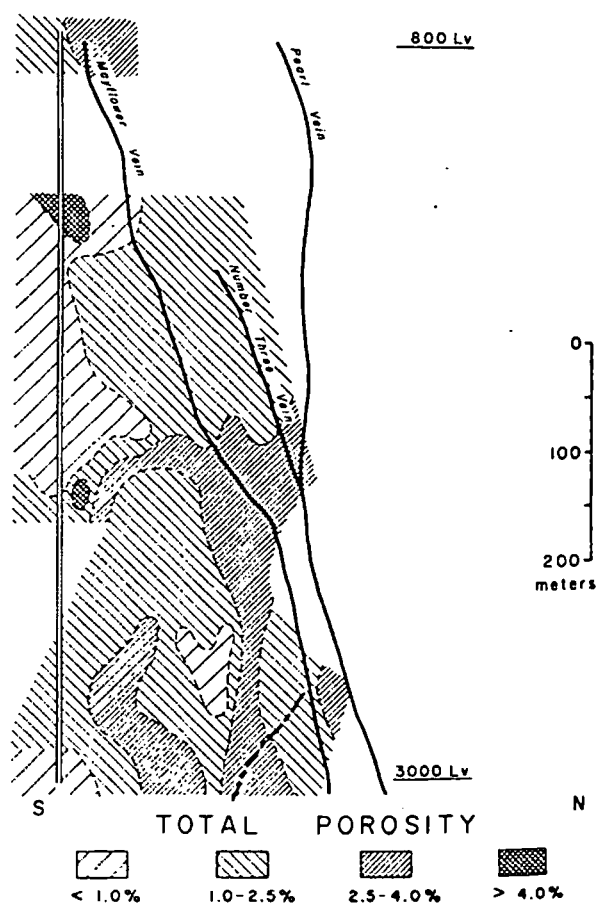 800 Lv
Mayflower Vein
Pearl Vein
Number Three Vein
0
100
200
meters
3000 Lv
S
N
TOTAL POROSITY
< 1.0% 1.0-2.5% 2.5-4.0% > 4.0%